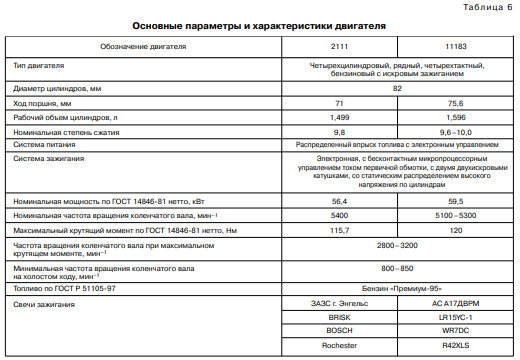 Таблица 6
Основные параметры и характеристики двигателя
Обозначение двигателя 2111 11183
Тип двигателя Четырехцилиндровый, рядный, четырехтактный,
бензиновый с искровым зажиганием
Диаметр цилиндров, мм 82
Ход поршня, мм 71 75,6
Рабочий объем цилиндров, л 1,499 1,596
Номинальная степень сжатия 9,8 9,6–10,0
Система питания Распределенный впрыск топлива с электронным управлением
Система зажигания Электронная, с бесконтактным микропроцессорным
управлением током первичной обмотки, с двумя двухискровыми
катушками, со статическим распределением высокого
напряжения по цилиндрам
Номинальная мощность по ГОСТ 14846-81 нетто, кВт 56,4 59,5
Номинальная частота вращения коленчатого вала, мин⁻¹ 5400 5100–5300
Максимальный крутящий момент по ГОСТ 14846-81 нетто, Нм 115,7 120
Частота вращения коленчатого вала при максимальном
крутящем моменте, мин⁻¹ 2800–3200
Минимальная частота вращения коленчатого вала
на холостом ходу, мин⁻¹ 800–850
Топливо по ГОСТ Р 51105-97 Бензин «Премиум-95»
Свечи зажигания ЗАЗС г. Энгельс АС А17ДВРМ
BRISK LR15YC-1
BOSCH WR7DC
Rochester R42XLS